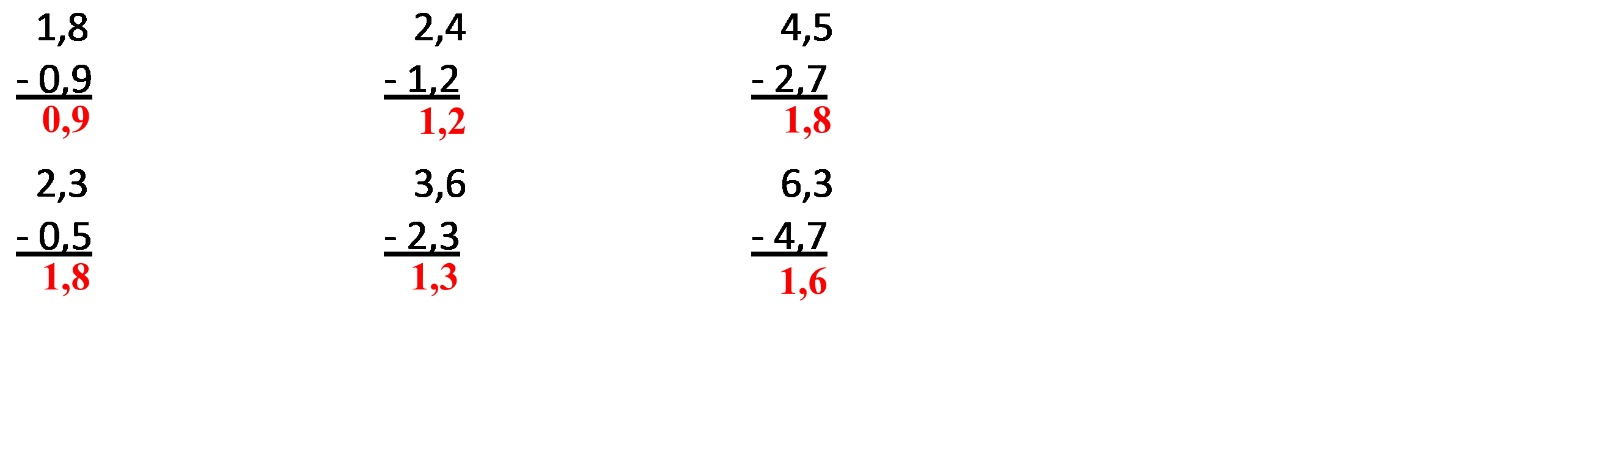 1,8 2,4 4,5
- 0,9 - 1,2 - 2,7
0,9 1,2 1,8
2,3 3,6 6,3
- 0,5 - 2,3 - 4,7
1,8 1,3 1,6